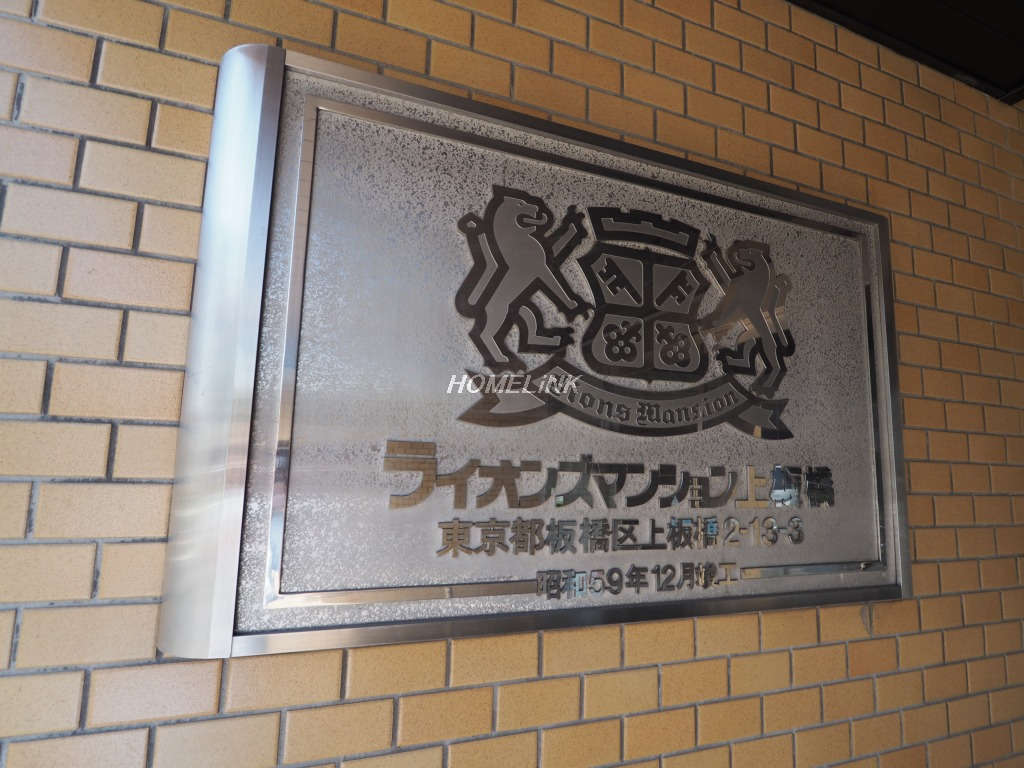 HOMELINK
Lions Mansion
ライオンズマンション上板橋
東京都板橋区上板橋2-13-3
昭和59年12月竣工